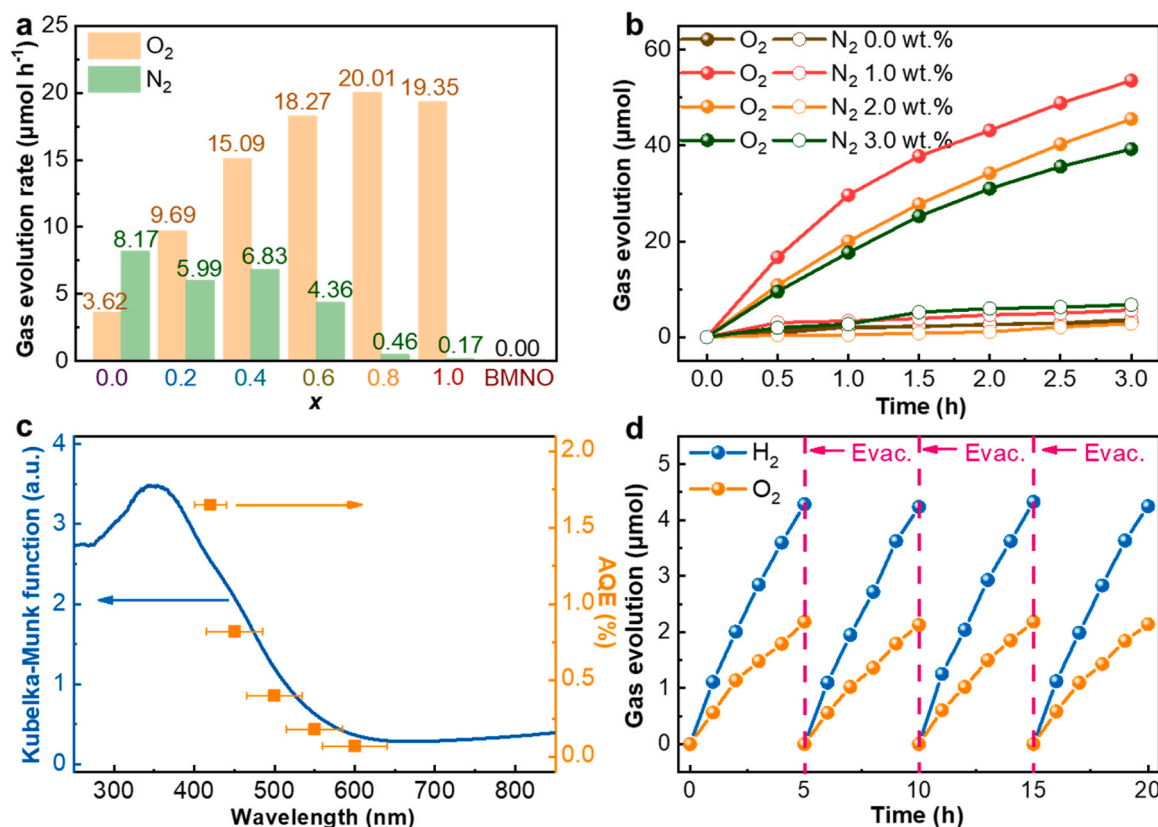 a
Gas evolution rate (μmol h-1)
25
20
15
10
5
0
O2
N2
3.62
8.17
9.69
5.99
15.09
6.83
18.27
4.36
20.01
0.46
19.35
0.17
0.00
0.0 0.2 0.4 0.6 0.8 1.0 BMNO
x
b
Gas evolution (μmol)
60
40
20
0
O2 N2 0.0 wt.%
O2 N2 1.0 wt.%
O2 N2 2.0 wt.%
O2 N2 3.0 wt.%
0.0 0.5 1.0 1.5 2.0 2.5 3.0
Time (h)
c
Kubelka-Munk function (a.u.)
4
3
2
1
0
2.0
1.5
1.0
0.5
0.0
AQE (%)
300 400 500 600 700 800
Wavelength (nm)
d
Gas evolution (μmol)
5
4
3
2
1
0
H2
O2
Evac. Evac. Evac.
0 5 10 15 20
Time (h)